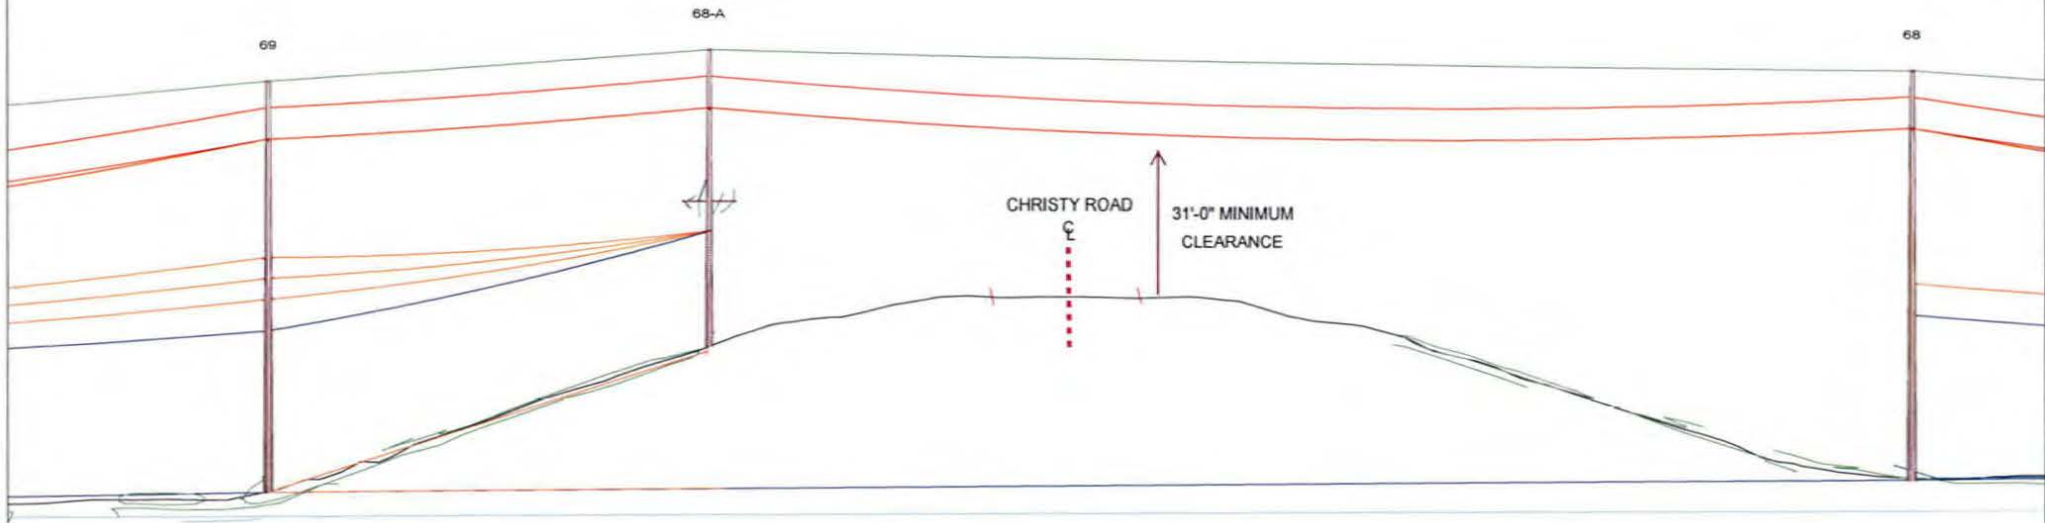 68-A
69
68
CHRISTY ROAD
℄
31'-0" MINIMUM
CLEARANCE